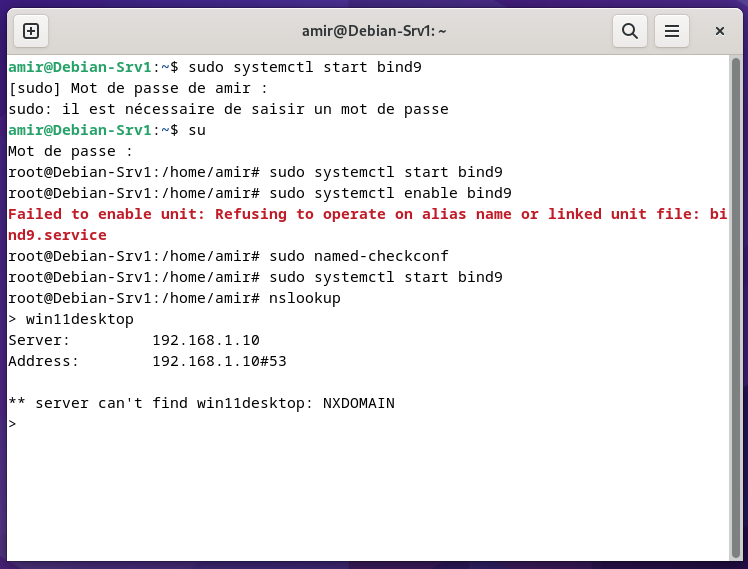 amir@Debian-Srv1: ~
amir@Debian-Srv1:~$ sudo systemctl start bind9
[sudo] Mot de passe de amir :
sudo: il est nécessaire de saisir un mot de passe
amir@Debian-Srv1:~$ su
Mot de passe :
root@Debian-Srv1:/home/amir# sudo systemctl start bind9
root@Debian-Srv1:/home/amir# sudo systemctl enable bind9
Failed to enable unit: Refusing to operate on alias name or linked unit file: bi
nd9.service
root@Debian-Srv1:/home/amir# sudo named-checkconf
root@Debian-Srv1:/home/amir# sudo systemctl start bind9
root@Debian-Srv1:/home/amir# nslookup
> win11desktop
Server:         192.168.1.10
Address:        192.168.1.10#53

** server can't find win11desktop: NXDOMAIN
>